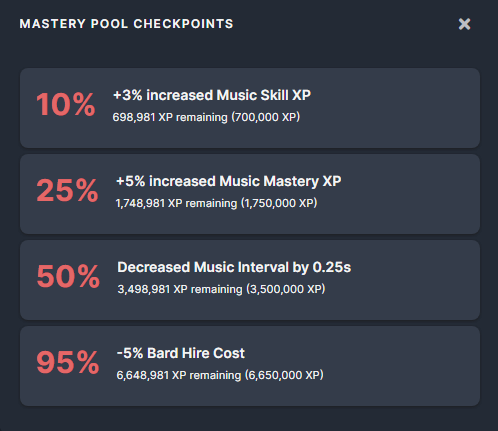 MASTERY POOL CHECKPOINTS
10%
+3% increased Music Skill XP
698,981 XP remaining (700,000 XP)
25%
+5% increased Music Mastery XP
1,748,981 XP remaining (1,750,000 XP)
50%
Decreased Music Interval by 0.25s
3,498,981 XP remaining (3,500,000 XP)
95%
-5% Bard Hire Cost
6,648,981 XP remaining (6,650,000 XP)